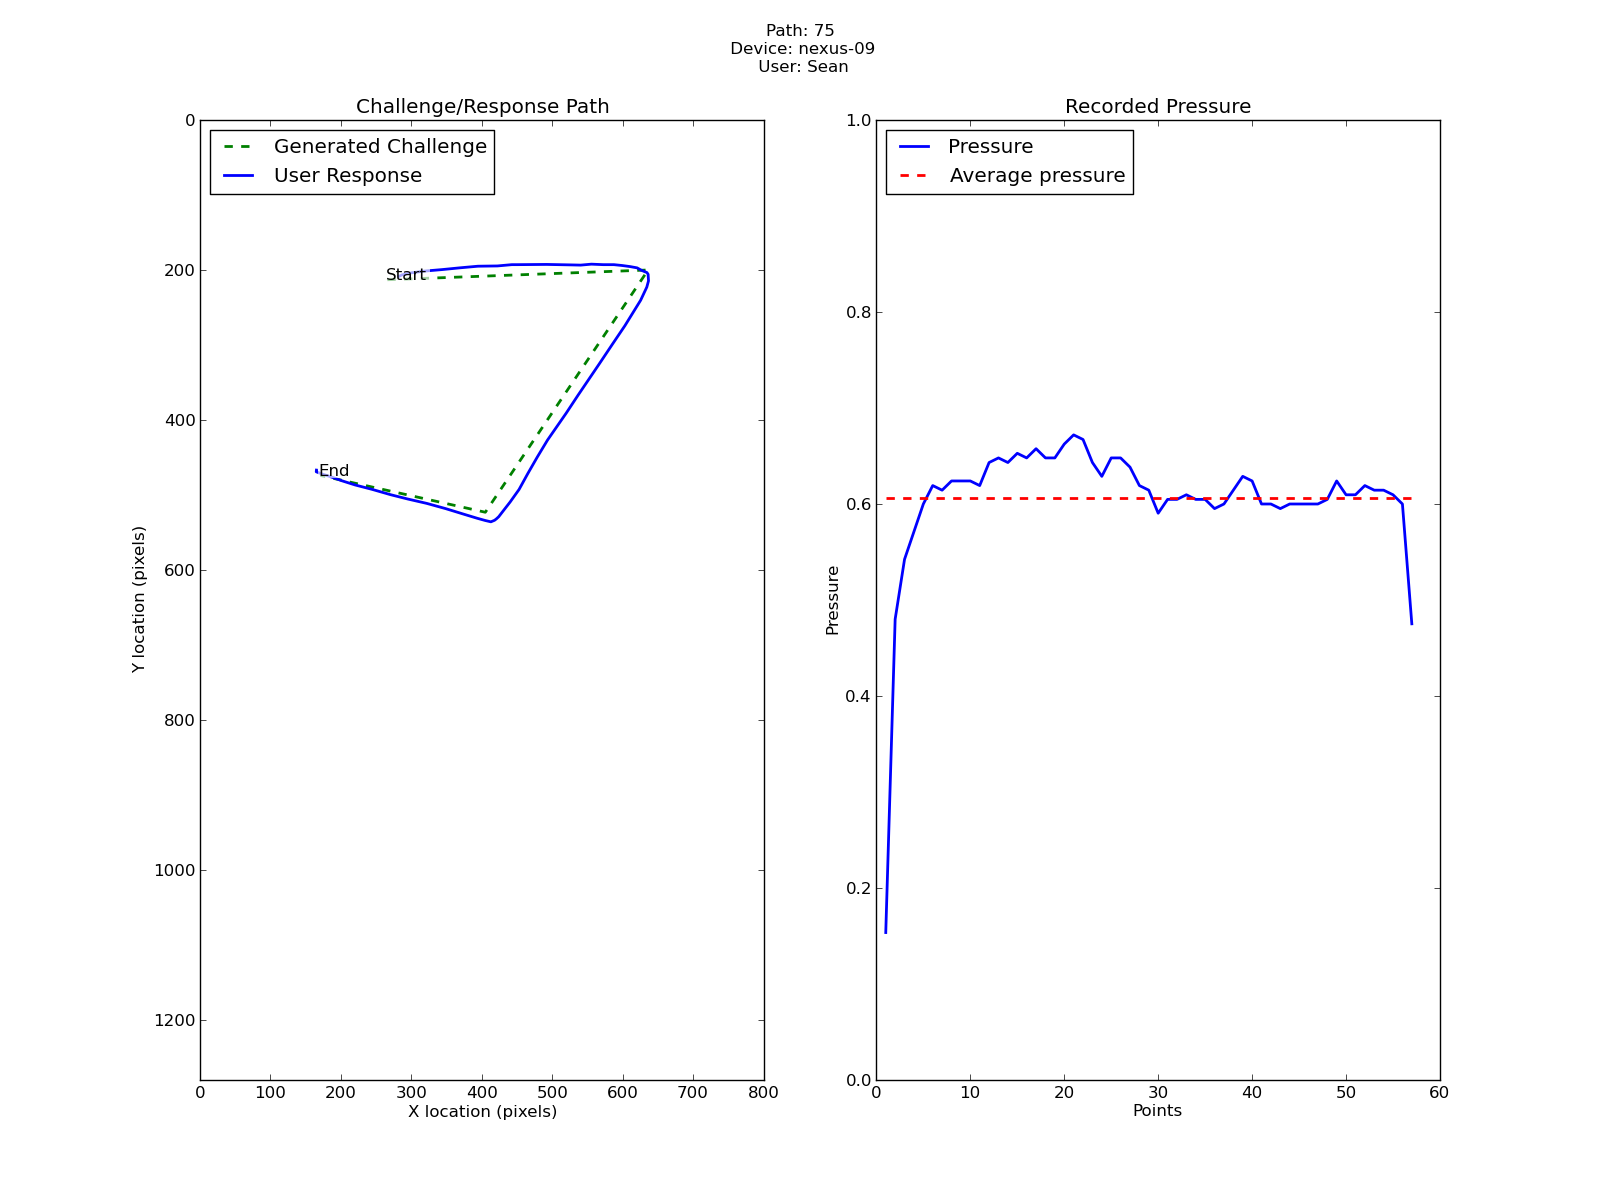 Path: 75
Device: nexus-09
User: Sean
Challenge/Response Path
Generated Challenge
User Response
Start
End
0
200
400
600
800
1000
1200
Y location (pixels)
0 100 200 300 400 500 600 700 800
X location (pixels)
Recorded Pressure
Pressure
Average pressure
1.0
0.8
0.6
0.4
0.2
0.0
Pressure
0 10 20 30 40 50 60
Points